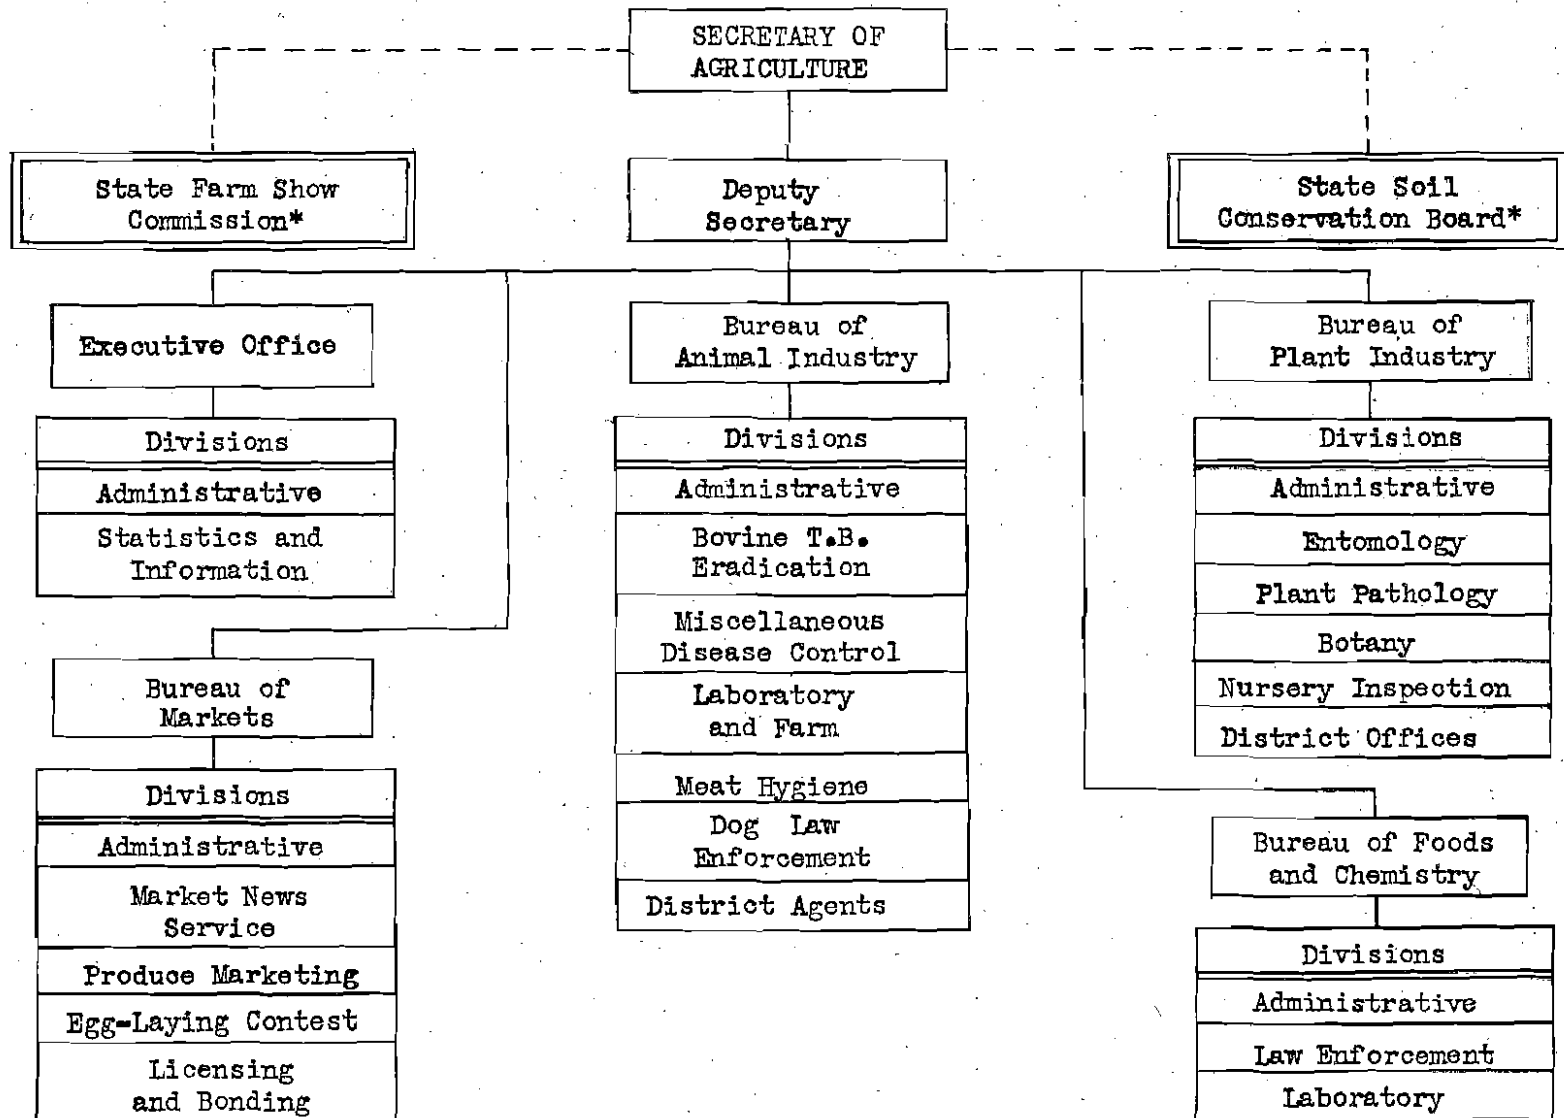 SECRETARY OF
AGRICULTURE
State Farm Show
Commission*
Deputy
Secretary
State Soil
Conservation Board*
Executive Office
Divisions
Administrative
Statistics and
Information
Bureau of
Markets
Divisions
Administrative
Market News
Service
Produce Marketing
Egg-Laying Contest
Licensing
and Bonding
Bureau of
Animal Industry
Divisions
Administrative
Bovine T.B.
Eradication
Miscellaneous
Disease Control
Laboratory
and Farm
Meat Hygiene
Dog Law
Enforcement
District Agents
Bureau of
Plant Industry
Divisions
Administrative
Entomology
Plant Pathology
Botany
Nursery Inspection
District Offices
Bureau of Foods
and Chemistry
Divisions
Administrative
Law Enforcement
Laboratory